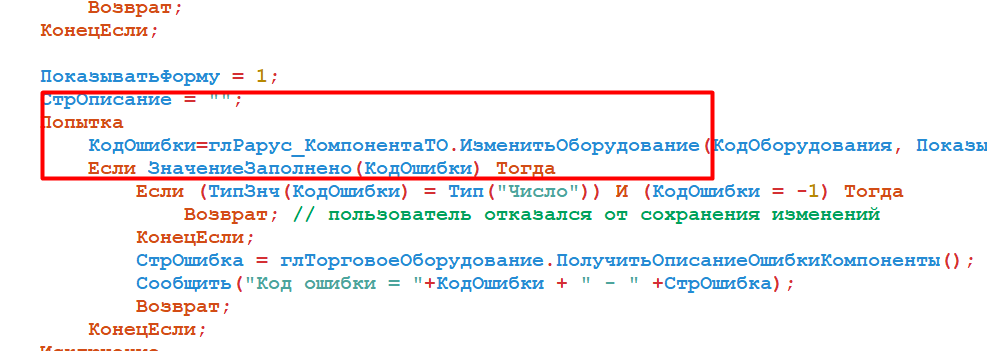 Возврат;
КонецЕсли;
ПоказыватьФорму = 1;
СтрОписание = "";
Попытка
КодОшибки=глРарус_КомпонентаТО.ИзменитьОборудование(КодОборудования, Показы
Если ЗначениеЗаполнено(КодОшибки) Тогда
Если (ТипЗнч(КодОшибки) = Тип("Число")) И (КодОшибки = -1) Тогда
Возврат; // пользователь отказался от сохранения изменений
КонецЕсли;
СтрОшибка = глТорговоеОборудование.ПолучитьОписаниеОшибкиКомпоненты();
Сообщить("Код ошибки = "+КодОшибки + " - " +СтрОшибка);
Возврат;
КонецЕсли;